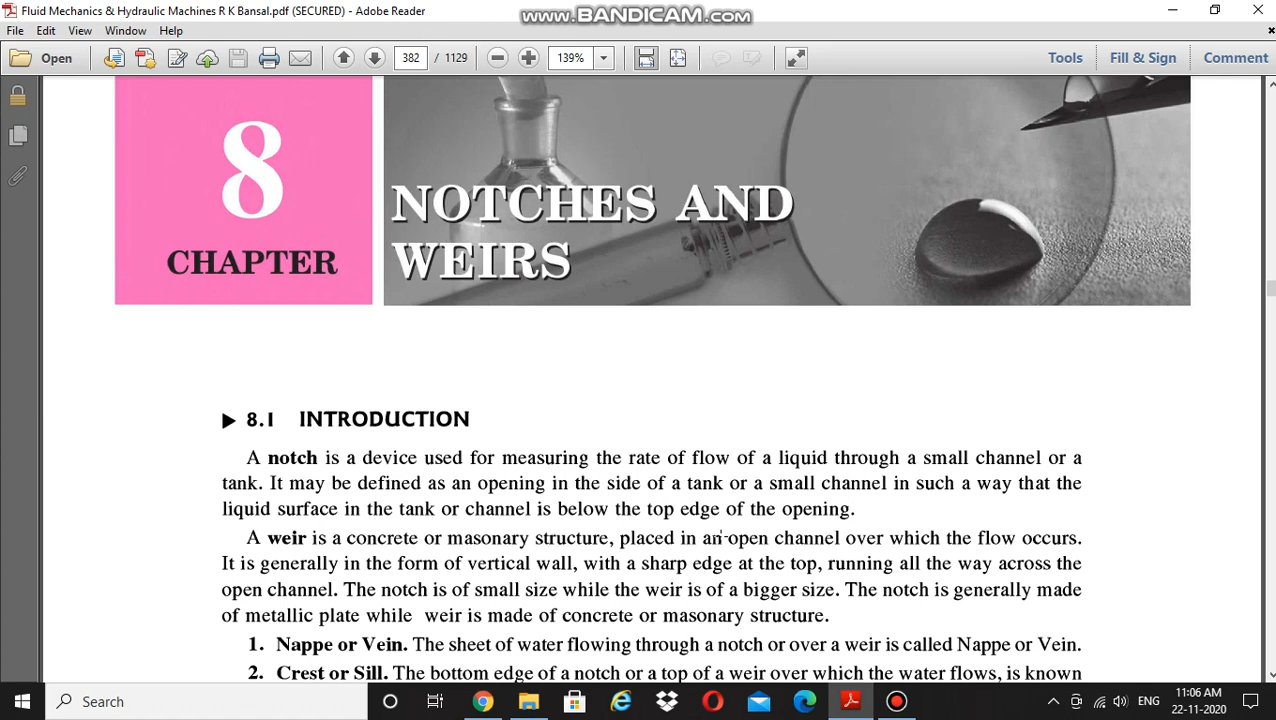 Fluid Mechanics & Hydraulic Machines R K Bansal.pdf (SECURED) - Adobe Reader
www.BANDICAM.com
File Edit View Window Help
Open 382 / 1129 139% Tools Fill & Sign Comment
8
CHAPTER
NOTCHES AND
WEIRS
8.1 INTRODUCTION
A notch is a device used for measuring the rate of flow of a liquid through a small channel or a
tank. It may be defined as an opening in the side of a tank or a small channel in such a way that the
liquid surface in the tank or channel is below the top edge of the opening.
A weir is a concrete or masonary structure, placed in an open channel over which the flow occurs.
It is generally in the form of vertical wall, with a sharp edge at the top, running all the way across the
open channel. The notch is of small size while the weir is of a bigger size. The notch is generally made
of metallic plate while weir is made of concrete or masonary structure.
1. Nappe or Vein. The sheet of water flowing through a notch or over a weir is called Nappe or Vein.
2. Crest or Sill. The bottom edge of a notch or a top of a weir over which the water flows, is known
Search
ENG
11:06 AM
22-11-2020